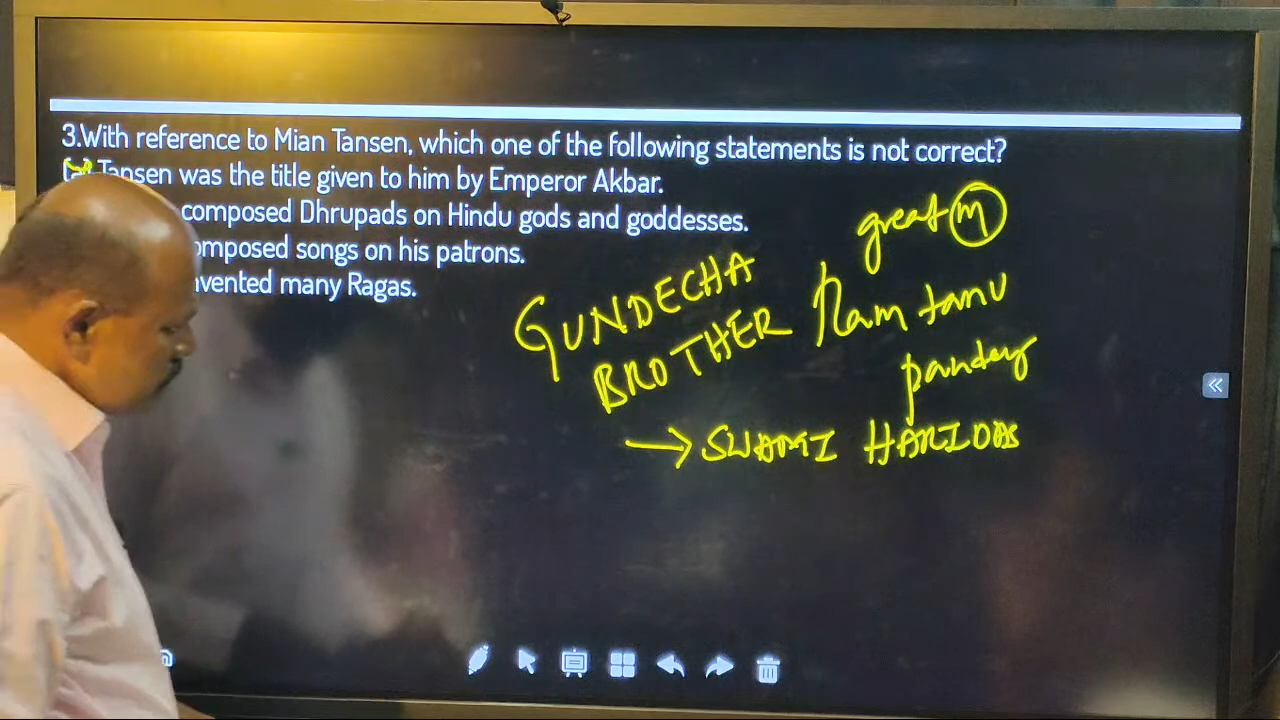 3.With reference to Mian Tansen, which one of the following statements is not correct?
Tansen was the title given to him by Emperor Akbar.
composed Dhrupads on Hindu gods and goddesses.
omposed songs on his patrons.
nvented many Ragas.
great m
GUNDECHA
BROTHER
Ram tanu
pandey
→ SWAMI HARIDAS